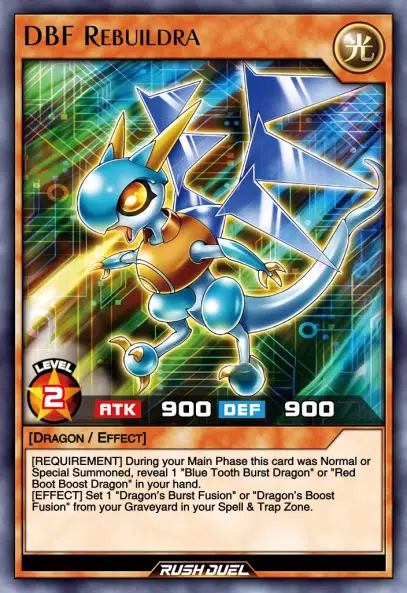 DBF REBUILDRA
光
LEVEL
2
ATK 900 DEF 900
[DRAGON / EFFECT]
[REQUIREMENT] During your Main Phase this card was Normal or
Special Summoned, reveal 1 "Blue Tooth Burst Dragon" or "Red
Boot Boost Dragon" in your hand.
[EFFECT] Set 1 "Dragon's Burst Fusion" or "Dragon's Boost
Fusion" from your Graveyard in your Spell & Trap Zone.
RUSH DUEL